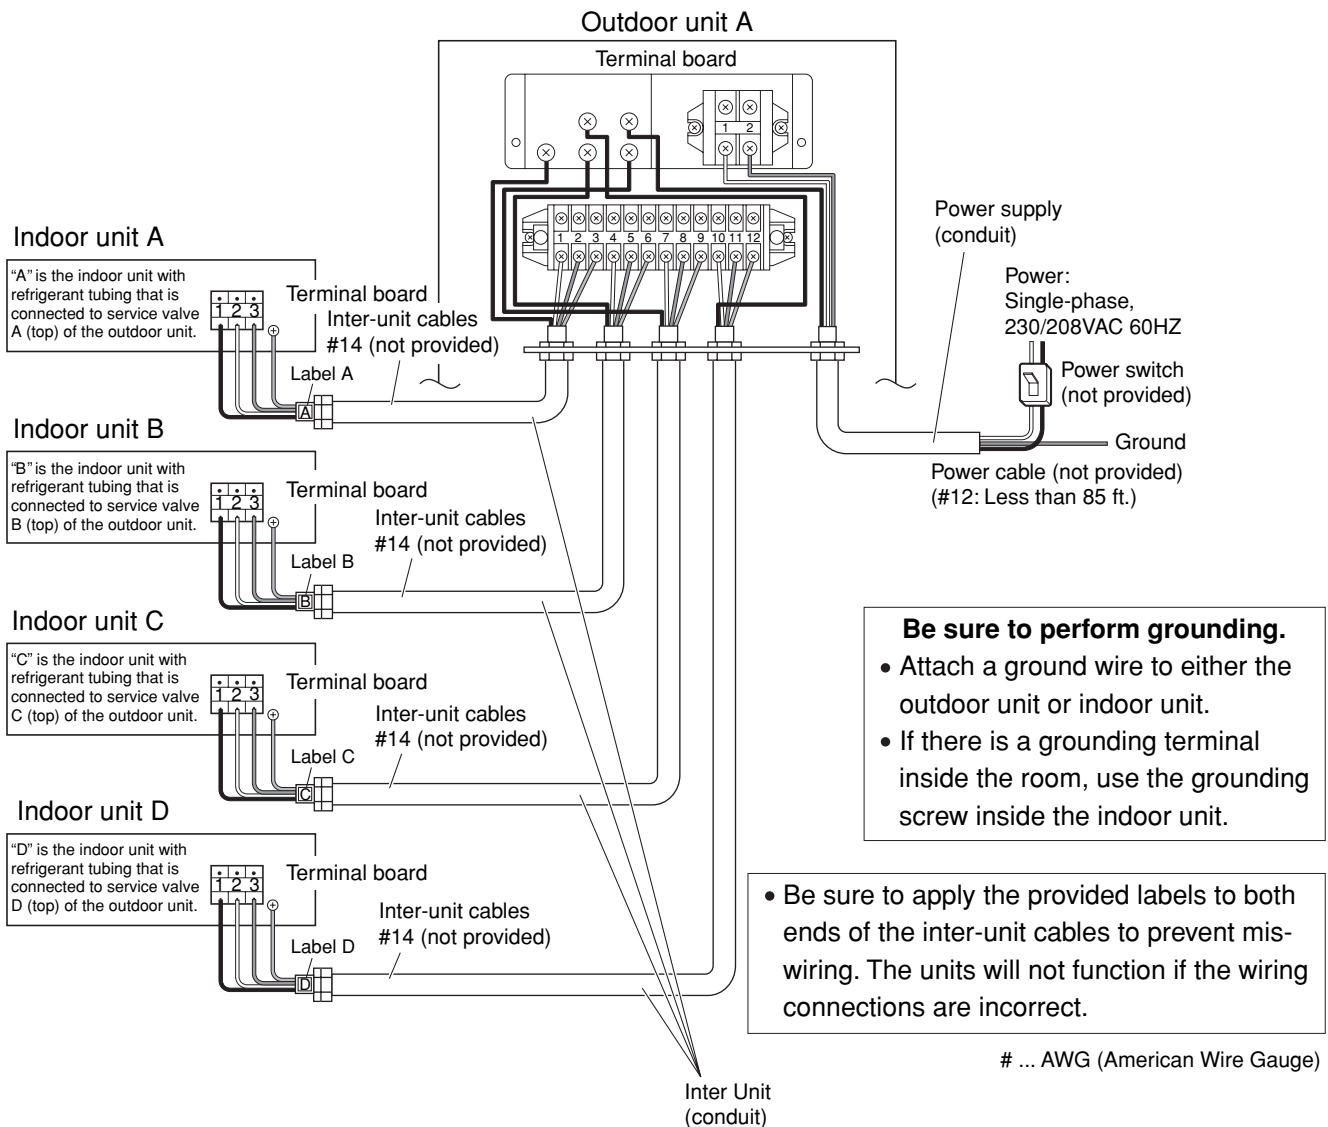 Outdoor unit A
Terminal board
1 2
1 2 3 4 5 6 7 8 9 10 11 12
Power supply
(conduit)
Power:
Single-phase,
230/208VAC 60HZ
Power switch
(not provided)
Ground
Power cable (not provided)
(#12: Less than 85 ft.)
Indoor unit A
“A” is the indoor unit with
refrigerant tubing that is
connected to service valve
A (top) of the outdoor unit.
1 2 3
Terminal board
Inter-unit cables
#14 (not provided)
Label A
A
Indoor unit B
“B” is the indoor unit with
refrigerant tubing that is
connected to service valve
B (top) of the outdoor unit.
1 2 3
Terminal board
Inter-unit cables
#14 (not provided)
Label B
B
Indoor unit C
“C” is the indoor unit with
refrigerant tubing that is
connected to service valve
C (top) of the outdoor unit.
1 2 3
Terminal board
Inter-unit cables
#14 (not provided)
Label C
C
Indoor unit D
“D” is the indoor unit with
refrigerant tubing that is
connected to service valve
D (top) of the outdoor unit.
1 2 3
Terminal board
Inter-unit cables
#14 (not provided)
Label D
D
Inter Unit
(conduit)
Be sure to perform grounding.
• Attach a ground wire to either the
outdoor unit or indoor unit.
• If there is a grounding terminal
inside the room, use the grounding
screw inside the indoor unit.
• Be sure to apply the provided labels to both
ends of the inter-unit cables to prevent mis-
wiring. The units will not function if the wiring
connections are incorrect.
# ... AWG (American Wire Gauge)